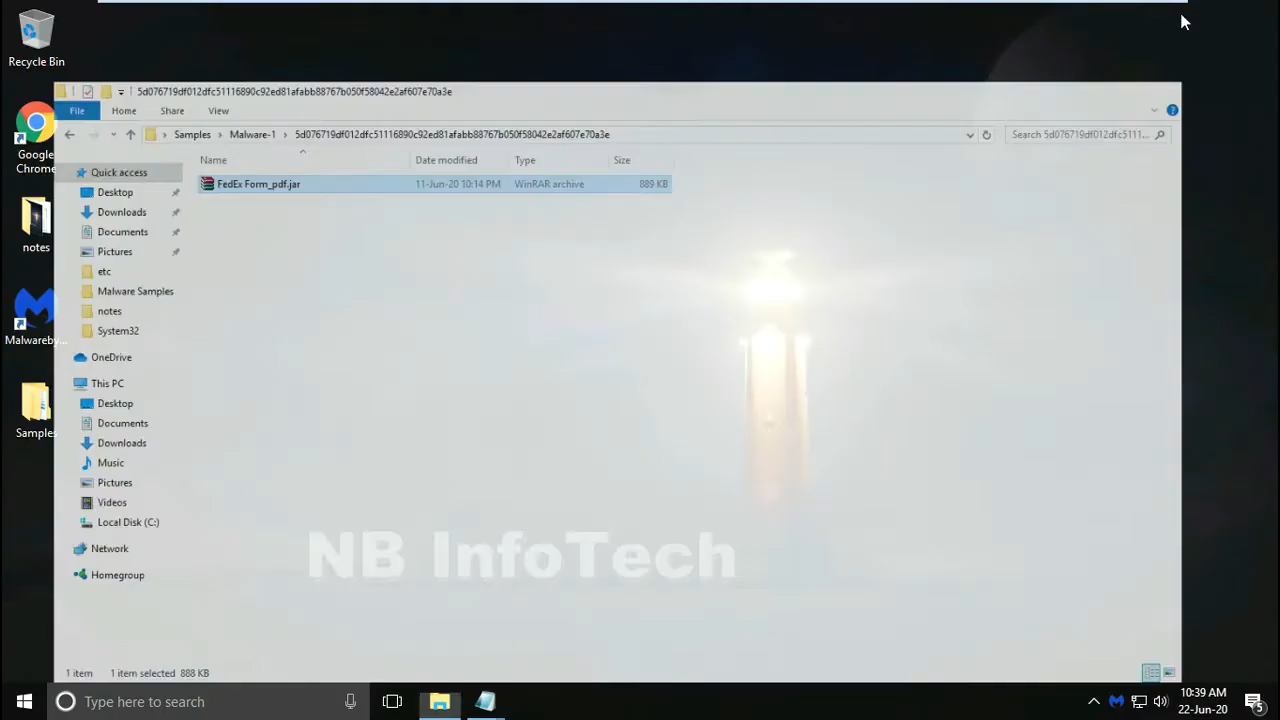 Recycle Bin
Google
Chrome
notes
Malwareby...
Samples
5d076719df012dfc51116890c92ed81afabb88767b050f58042e2af607e70a3e
File Home Share View
Samples Malware-1 5d076719df012dfc51116890c92ed81afabb88767b050f58042e2af607e70a3e Search 5d076719df012dfc5111...
Name Date modified Type Size
FedEx Form_pdf.jar 11-Jun-20 10:14 PM WinRAR archive 889 KB
Quick access
Desktop
Downloads
Documents
Pictures
etc
Malware Samples
notes
System32
OneDrive
This PC
Desktop
Documents
Downloads
Music
Pictures
Videos
Local Disk (C:)
Network
Homegroup
NB InfoTech
1 item 1 item selected 888 KB
Type here to search
10:39 AM
22-Jun-20
5